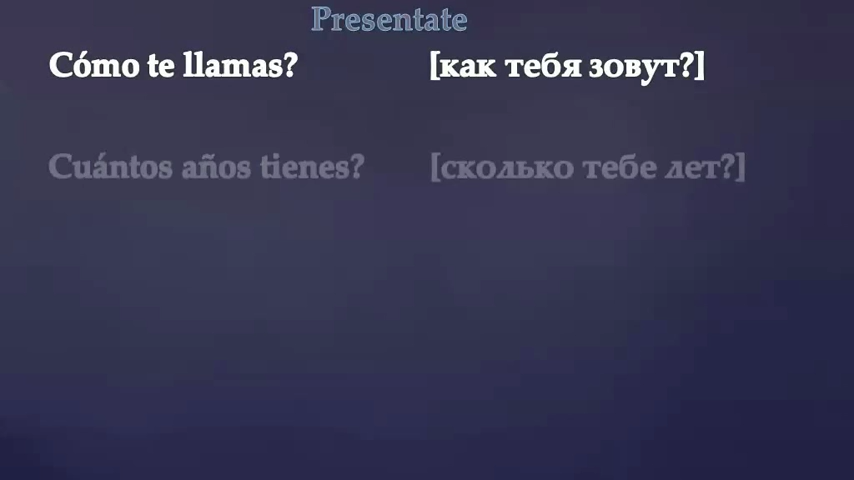 Presentate
Cómo te llamas? [как тебя зовут?]
Cuántos años tienes? [сколько тебе лет?]